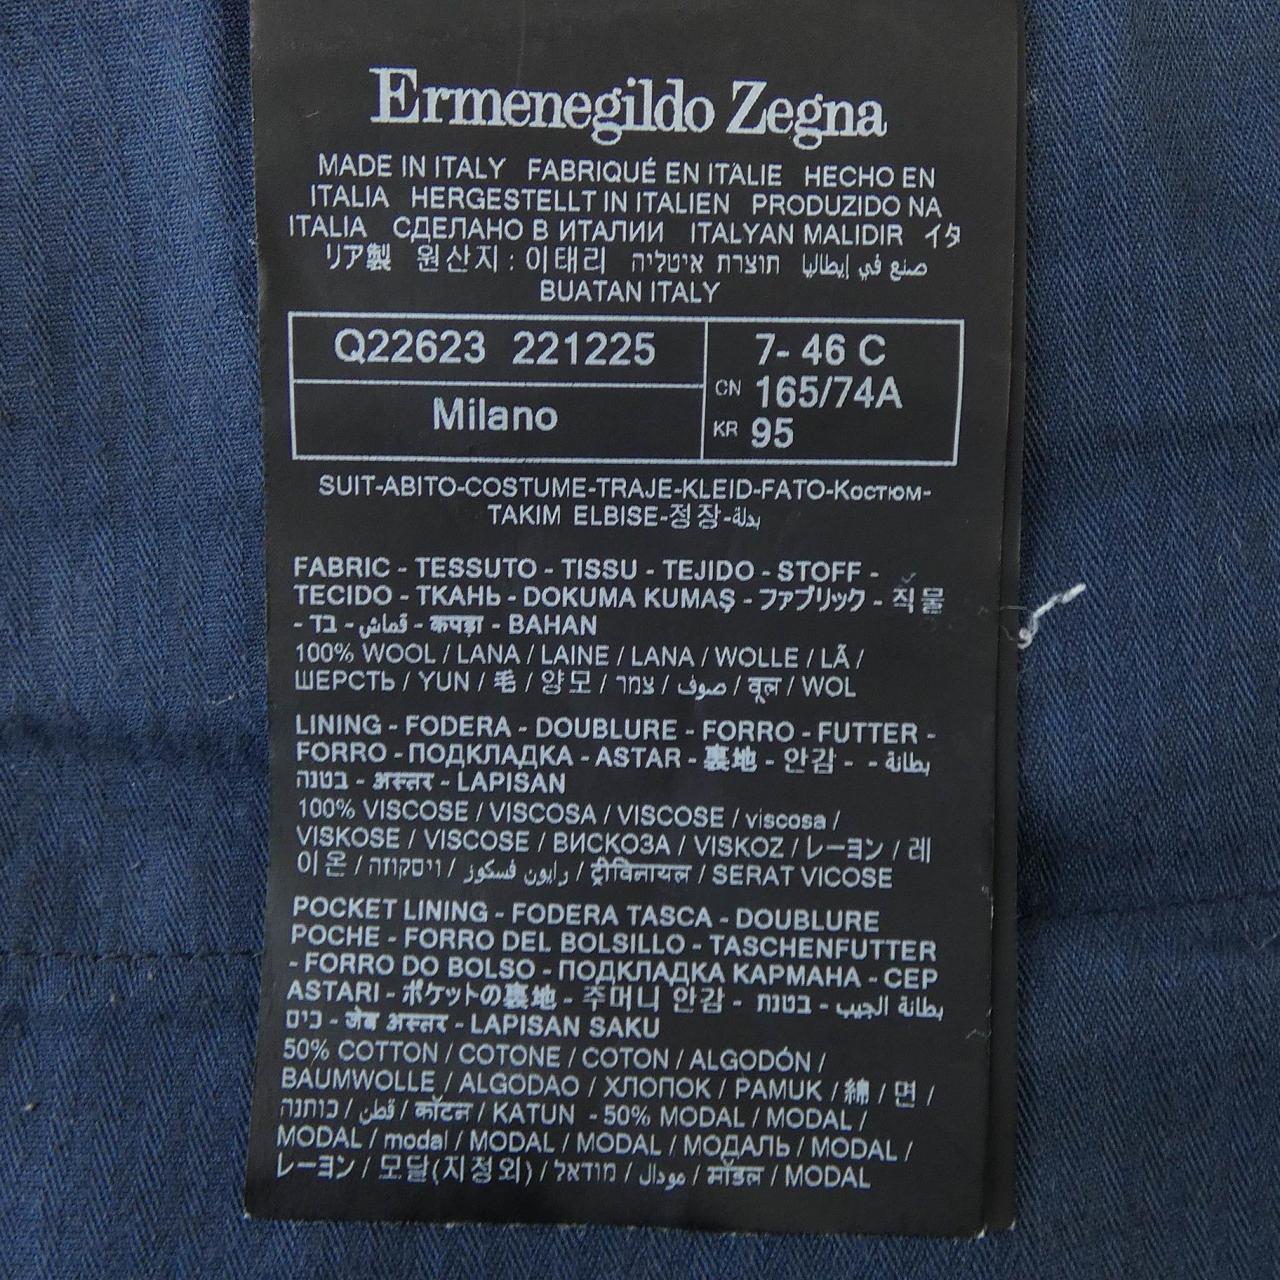 Ermenegildo Zegna
MADE IN ITALY FABRIQUÉ EN ITALIE HECHO EN
ITALIA HERGESTELLT IN ITALIEN PRODUZIDO NA
ITALIA СДЕЛАНО В ИТАЛИИ ITALYAN MALIDIR イタ
リア製 원산지 : 이태리 תוצרת איטליה صنع في إيطاليا
BUATAN ITALY
Q22623 221225
Milano
7- 46 C
CN 165/74A
KR 95
SUIT-ABITO-COSTUME-TRAJE-KLEID-FATO-Костюм-
TAKIM ELBISE-정장-بدلة
FABRIC - TESSUTO - TISSU - TEJIDO - STOFF -
TECIDO - ТКАНЬ - DOKUMA KUMAŞ - ファブリック - 직물
- בד - قماش - कपड़ा - BAHAN
100% WOOL / LANA / LAINE / LANA / WOLLE / LÃ /
ШЕРСТЬ / YUN / 毛 / 양모 / צמר / صوف / वूल / WOL
LINING - FODERA - DOUBLURE - FORRO - FUTTER -
FORRO - ПОДКЛАДКА - ASTAR - 裏地 - 안감 - - بطانة
בטנה - अस्तर - LAPISAN
100% VISCOSE / VISCOSA / VISCOSE / viscosa /
VISKOSE / VISCOSE / ВИСКОЗА / VISKOZ / レーヨン / 레
이온 / ויסקוזה / رايون فسكوز / ट्रीविनायल / SERAT VICOSE
POCKET LINING - FODERA TASCA - DOUBLURE
POCHE - FORRO DEL BOLSILLO - TASCHENFUTTER
- FORRO DO BOLSO - ПОДКЛАДКА КАРМАНА - CEP
ASTARI - ポケットの裏地 - 주머니 안감 - בטנת - بطانة الجيب
כיס - जेब अस्तर - LAPISAN SAKU
50% COTTON / COTONE / COTON / ALGODÓN /
BAUMWOLLE / ALGODAO / ХЛОПОК / PAMUK / 綿 / 면 /
כותנה / قطن / कॉटन / KATUN - 50% MODAL / MODAL /
MODAL / modal / MODAL / MODAL / МОДАЛЬ / MODAL /
レーヨン / 모달(지정외) / מודאל / مودال / मॉडल / MODAL